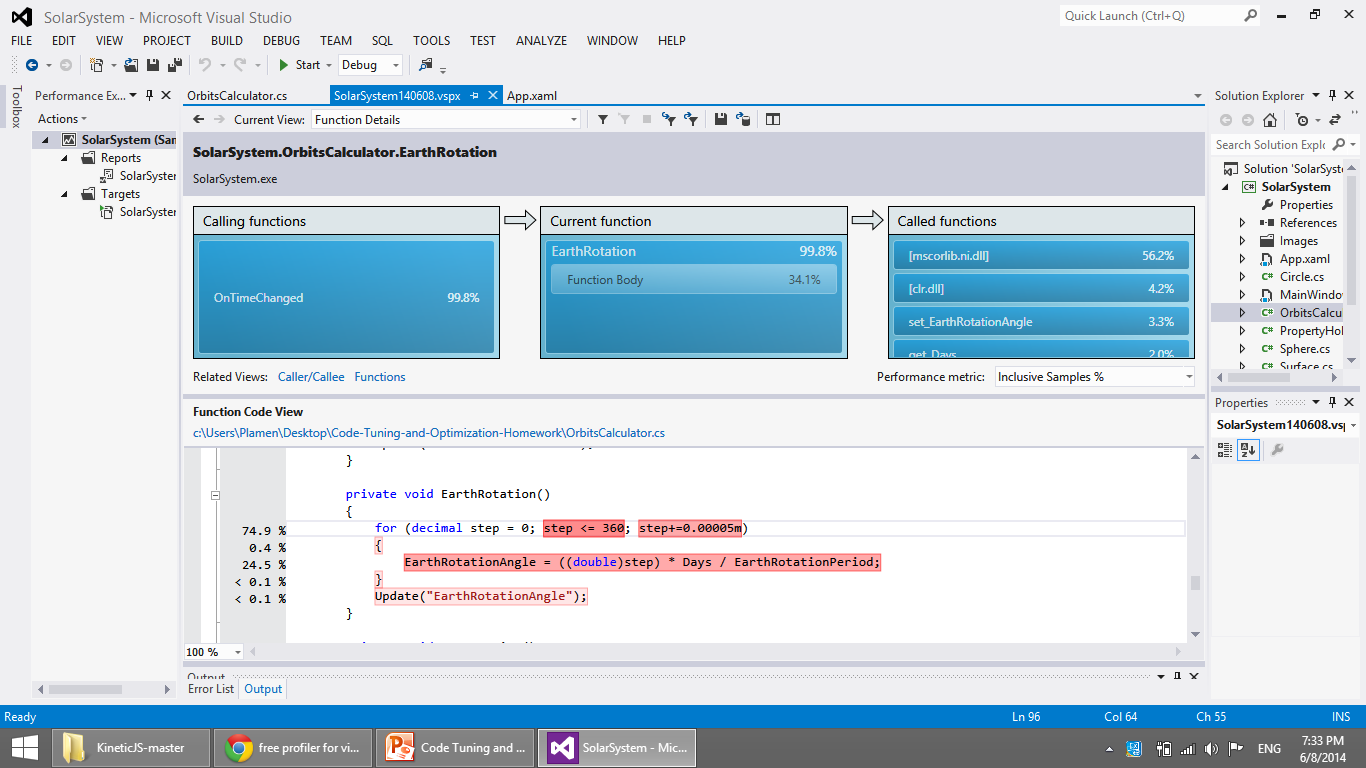 SolarSystem - Microsoft Visual Studio
Quick Launch (Ctrl+Q)
FILE EDIT VIEW PROJECT BUILD DEBUG TEAM SQL TOOLS TEST ANALYZE WINDOW HELP
Start Debug
Toolbox
Performance Ex...
Actions
SolarSystem (San
Reports
SolarSyster
Targets
SolarSyster
OrbitsCalculator.cs SolarSystem140608.vspx App.xaml
Current View: Function Details
SolarSystem.OrbitsCalculator.EarthRotation
SolarSystem.exe
Calling functions
OnTimeChanged 99.8%
Current function
EarthRotation 99.8%
Function Body 34.1%
Called functions
[mscorlib.ni.dll] 56.2%
[clr.dll] 4.2%
set_EarthRotationAngle 3.3%
get_Days 2.0%
Related Views: Caller/Callee Functions
Performance metric: Inclusive Samples %
Function Code View
c:\Users\Plamen\Desktop\Code-Tuning-and-Optimization-Homework\OrbitsCalculator.cs
}
private void EarthRotation()
{
74.9 % for (decimal step = 0; step <= 360; step+=0.00005m)
0.4 % {
24.5 % EarthRotationAngle = ((double)step) * Days / EarthRotationPeriod;
< 0.1 % }
< 0.1 % Update("EarthRotationAngle");
}
100 %
Output
Error List Output
Solution Explorer
Search Solution Explo
Solution 'SolarSyste
SolarSystem
Properties
References
Images
App.xaml
Circle.cs
MainWindo
OrbitsCalcu
PropertyHol
Sphere.cs
Surface.cs
Properties
SolarSystem140608.vsp
Ready
Ln 96 Col 64 Ch 55 INS
KineticJS-master
free profiler for vi...
Code Tuning and ...
SolarSystem - Mic...
ENG
7:33 PM
6/8/2014